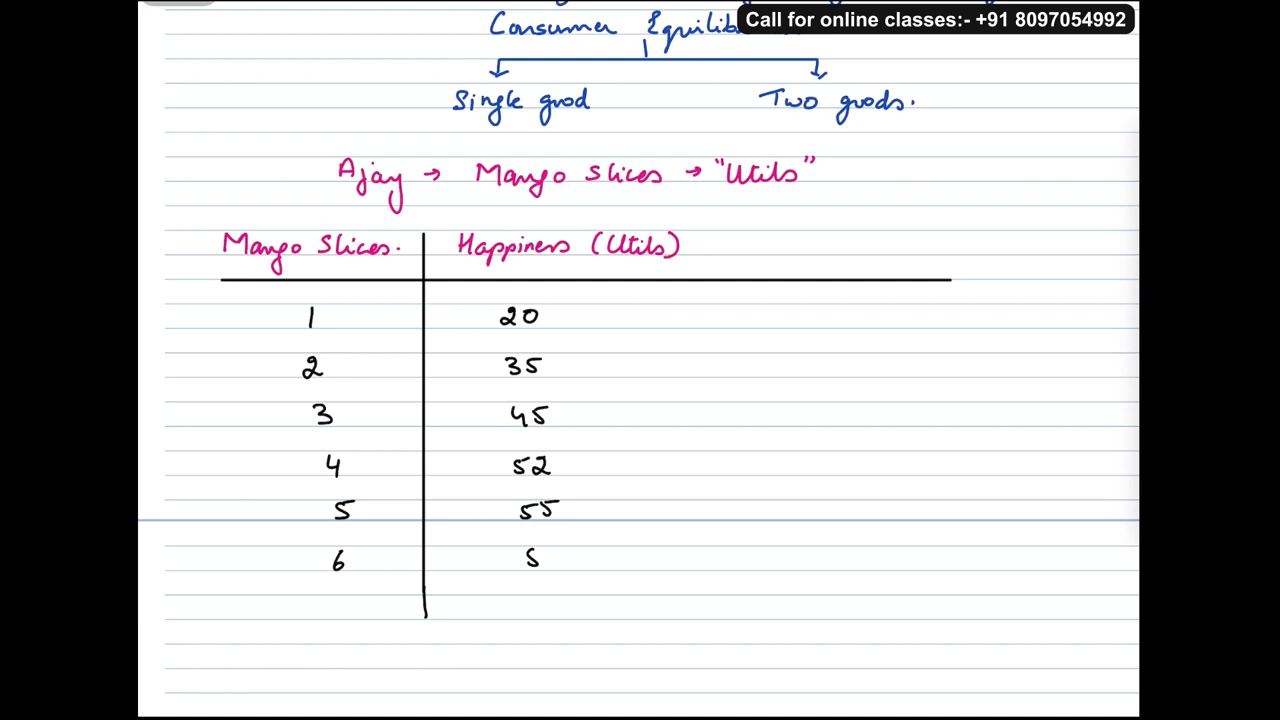 Call for online classes:- +91 8097054992
Consumer
Single good Two goods.
Ajay → Mango Slices → "Utils"
Mango Slices. Happiness (Utils)
1 20
2 35
3 45
4 52
5 55
6 5